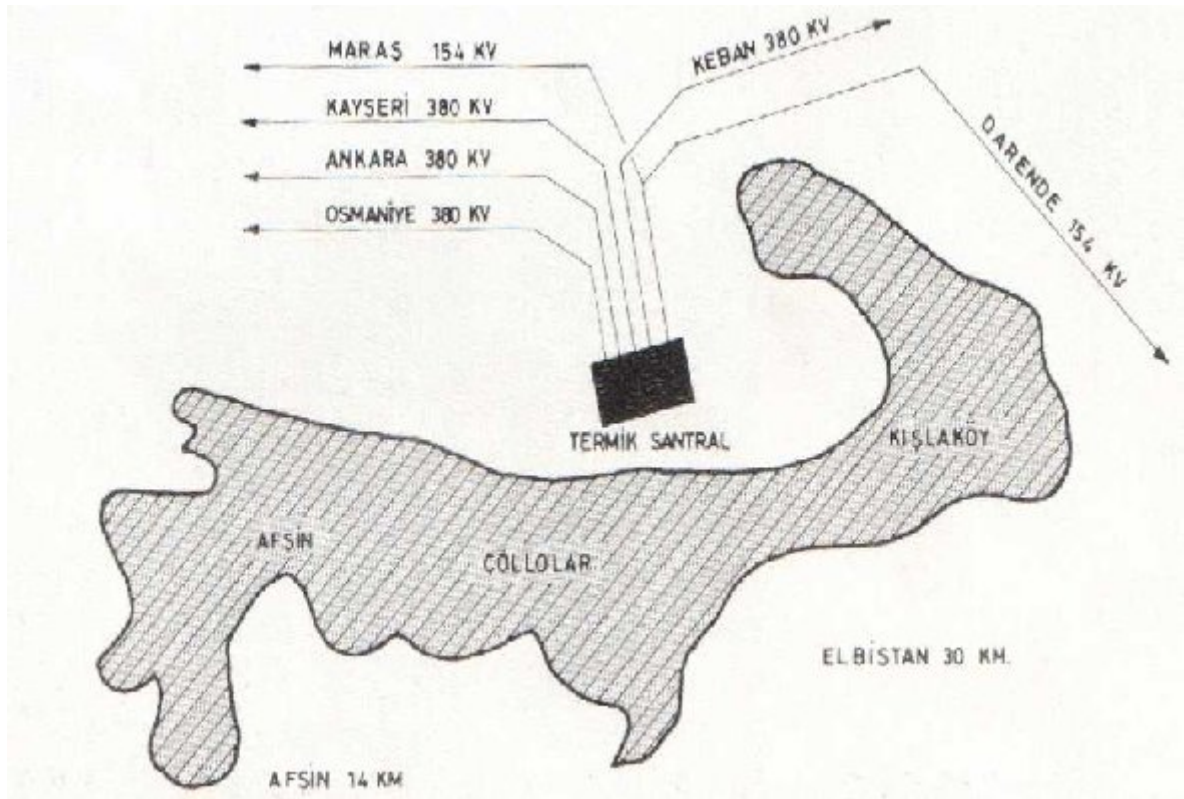 MARAŞ 154 KV
KEBAN 380 KV
KAYSERİ 380 KV
ANKARA 380 KV
OSMANİYE 380 KV
DARENDE 154 KV
TERMİK SANTRAL
KIŞLAKÖY
AFŞİN
ÇÖLLOLAR
ELBİSTAN 30 KM.
AFŞİN 14 KM